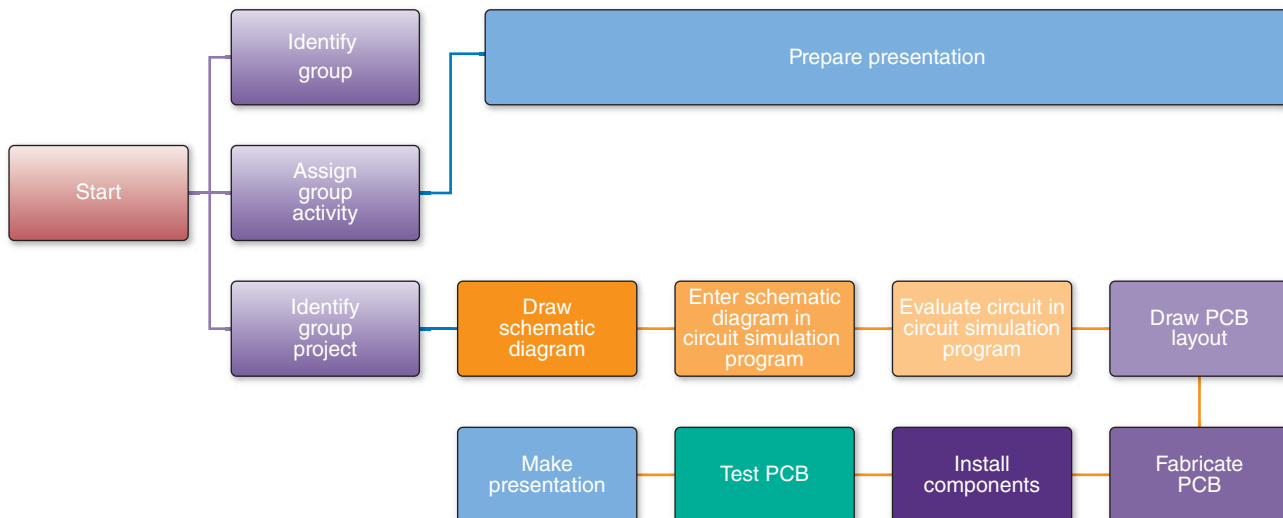 Identify
group
Prepare presentation
Start
Assign
group
activity
Identify
group
project
Draw
schematic
diagram
Enter schematic
diagram in
circuit simulation
program
Evaluate circuit in
circuit simulation
program
Draw PCB
layout
Make
presentation
Test PCB
Install
components
Fabricate
PCB